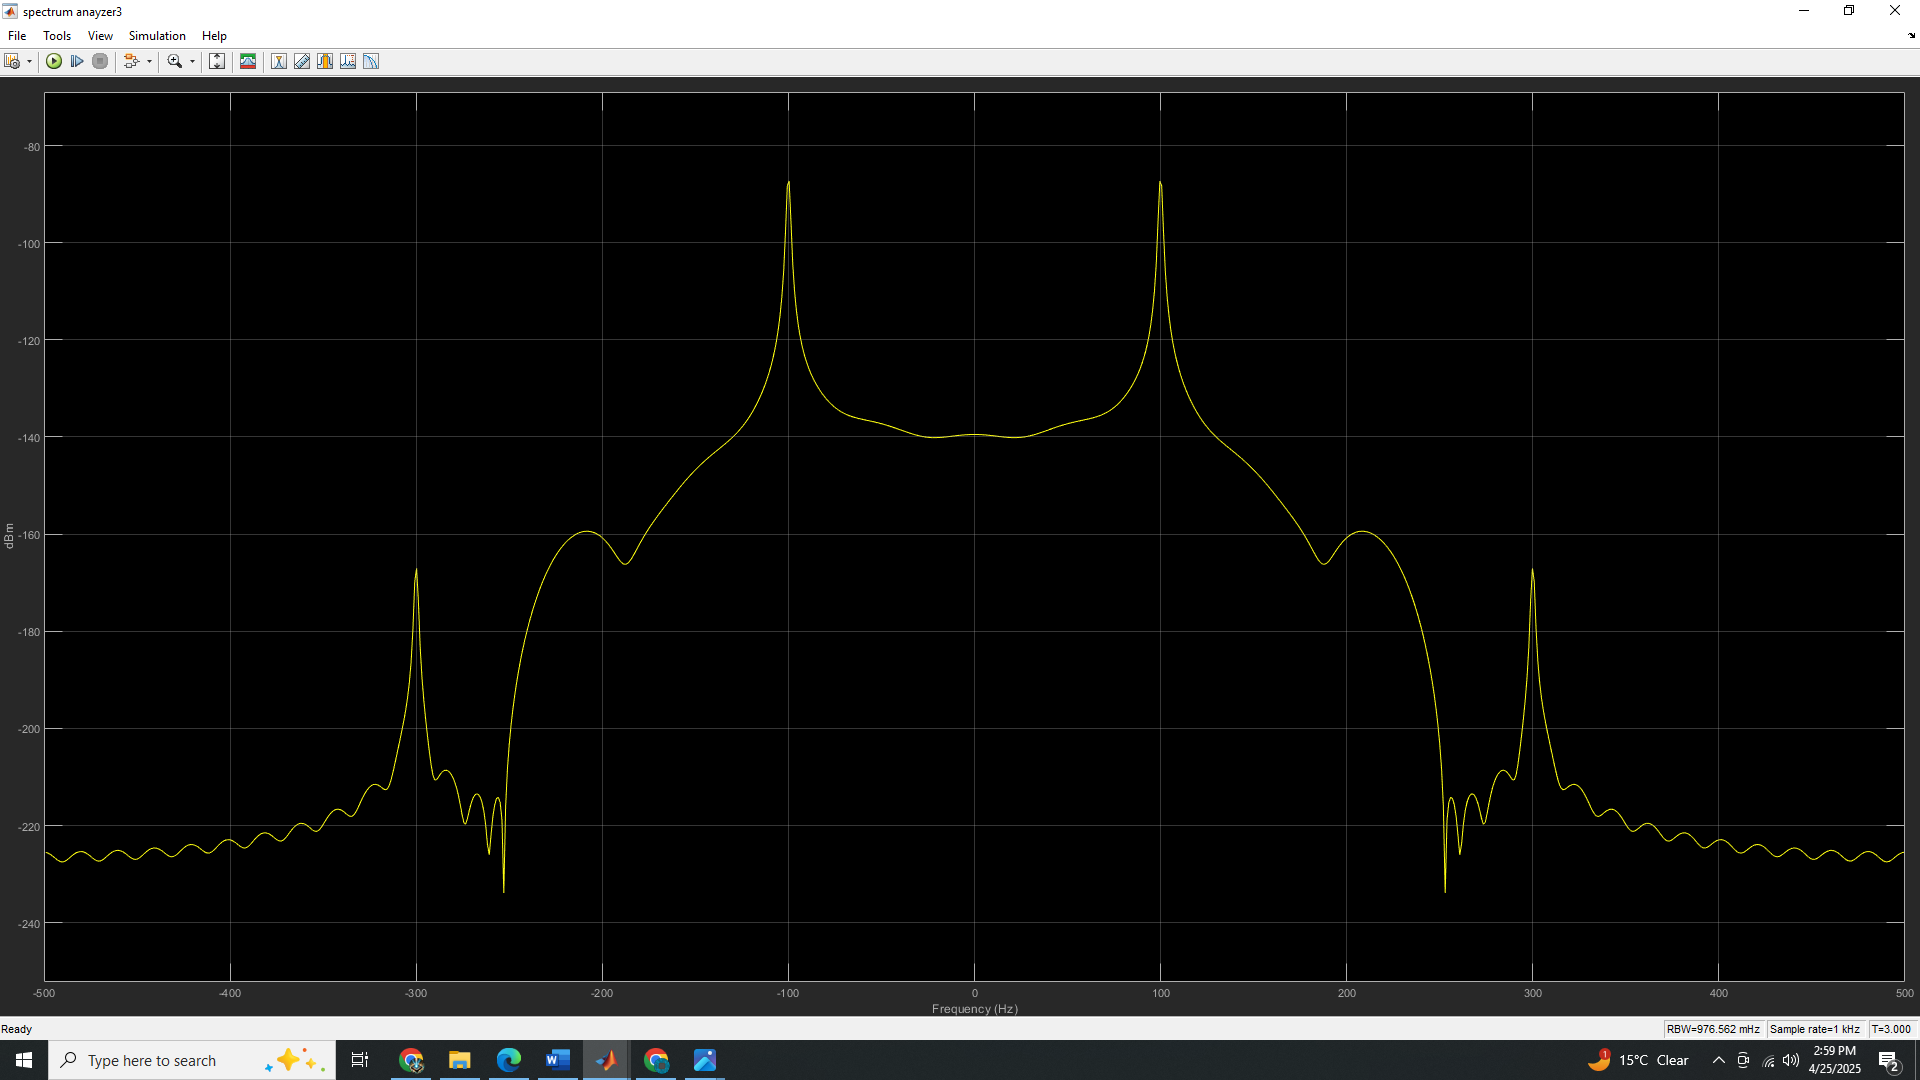 spectrum anayzer3
File Tools View Simulation Help
-80
-100
-120
-140
-160
-180
-200
-220
-240
dBm
-500 -400 -300 -200 -100 0 100 200 300 400 500
Frequency (Hz)
Ready
RBW=976.562 mHz Sample rate=1 kHz T=3.000
Type here to search
W
1
15°C Clear
2:59 PM
4/25/2025
2